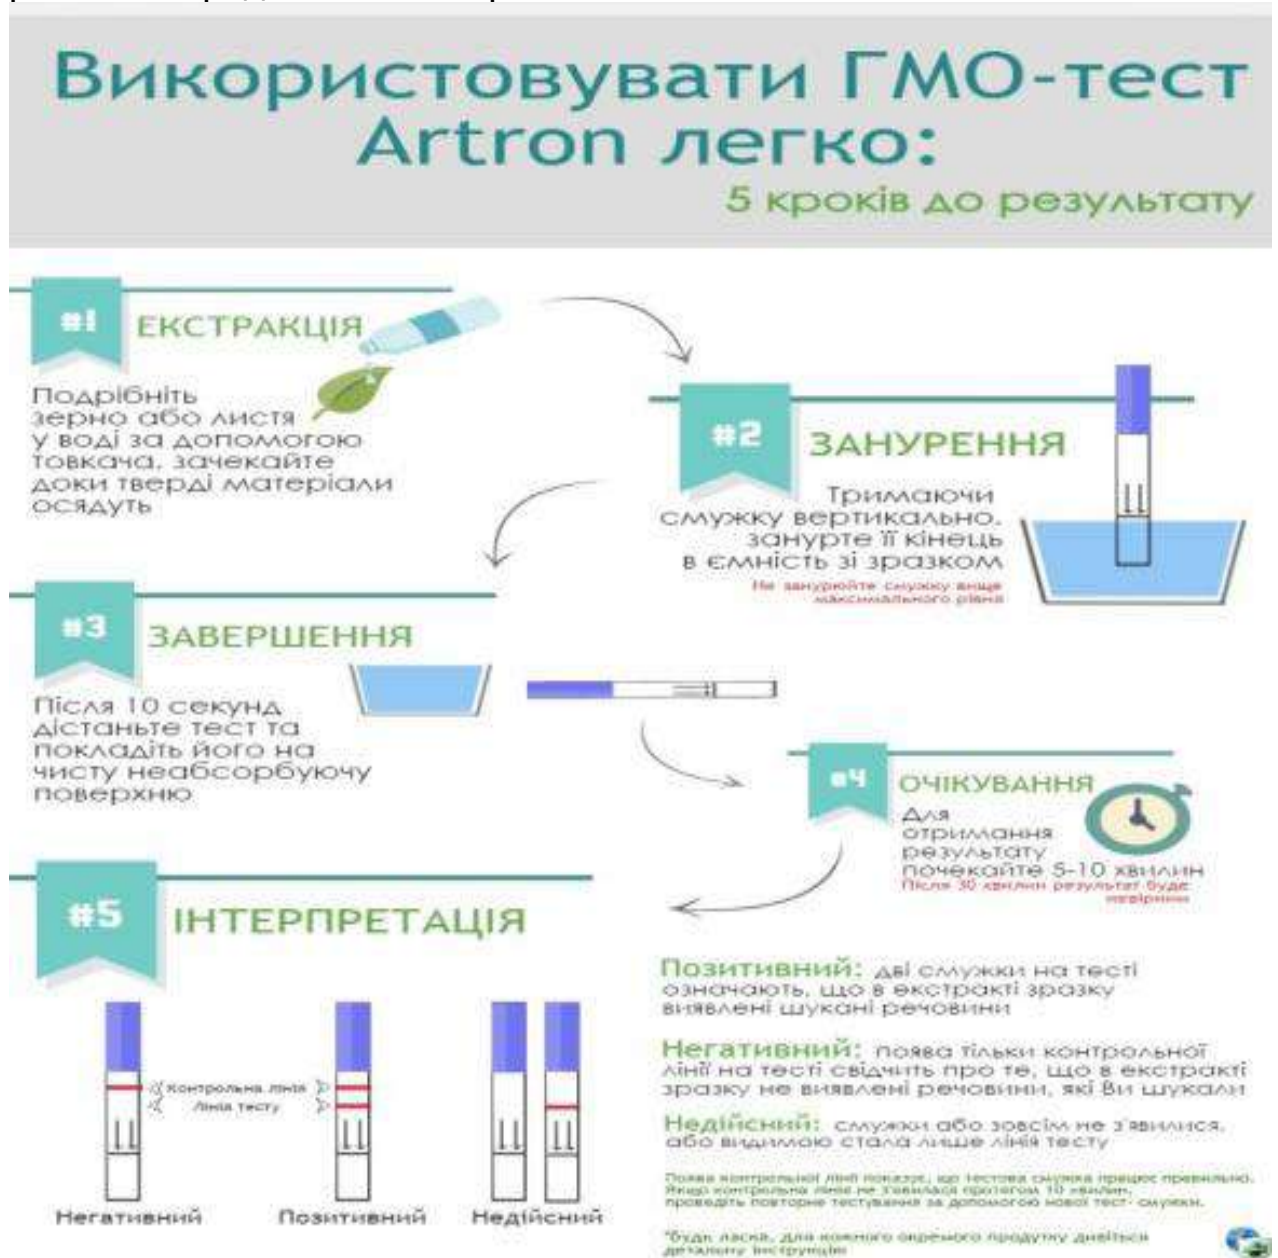 Використовувати ГМО-тест
Artron легко:
5 кроків до результату
#1
ЕКСТРАКЦІЯ
Подрібніть
зерно або листя
у воді за допомогою
товкача, зачекайте
доки тверді матеріали
осядуть
#2
ЗАНУРЕННЯ
Тримаючи
смужку вертикально,
занурте її кінець
в ємність зі зразком
Не занурюйте смужку вище
максимального рівня
#3
ЗАВЕРШЕННЯ
Після 10 секунд
дістаньте тест та
покладіть його на
чисту неабсорбуючу
поверхню
#4
ОЧІКУВАННЯ
Для
отримання
результату
почекайте 5-10 хвилин
Після 30 хвилин результат буде
невірним
#5
ІНТЕРПРЕТАЦІЯ
Контрольна лінія
Лінія тесту
Негативний
Позитивний
Недійсний
Позитивний: дві смужки на тесті
означають, що в екстракті зразку
виявлені шукані речовини
Негативний: поява тільки контрольної
лінії на тесті свідчить про те, що в екстракті
зразку не виявлені речовини, які Ви шукали
Недійсний: смужки або зовсім не з'явилися,
або видимою стала лише лінія тесту
Поява контрольної лінії показує, що тестова смужка працює правильно.
Якщо контрольна лінія не з'явилася протягом 10 хвилин,
проведіть повторне тестування за допомогою нової тест- смужки.
*Будь ласка, для кожного окремого продукту дивіться
детальну інструкцію